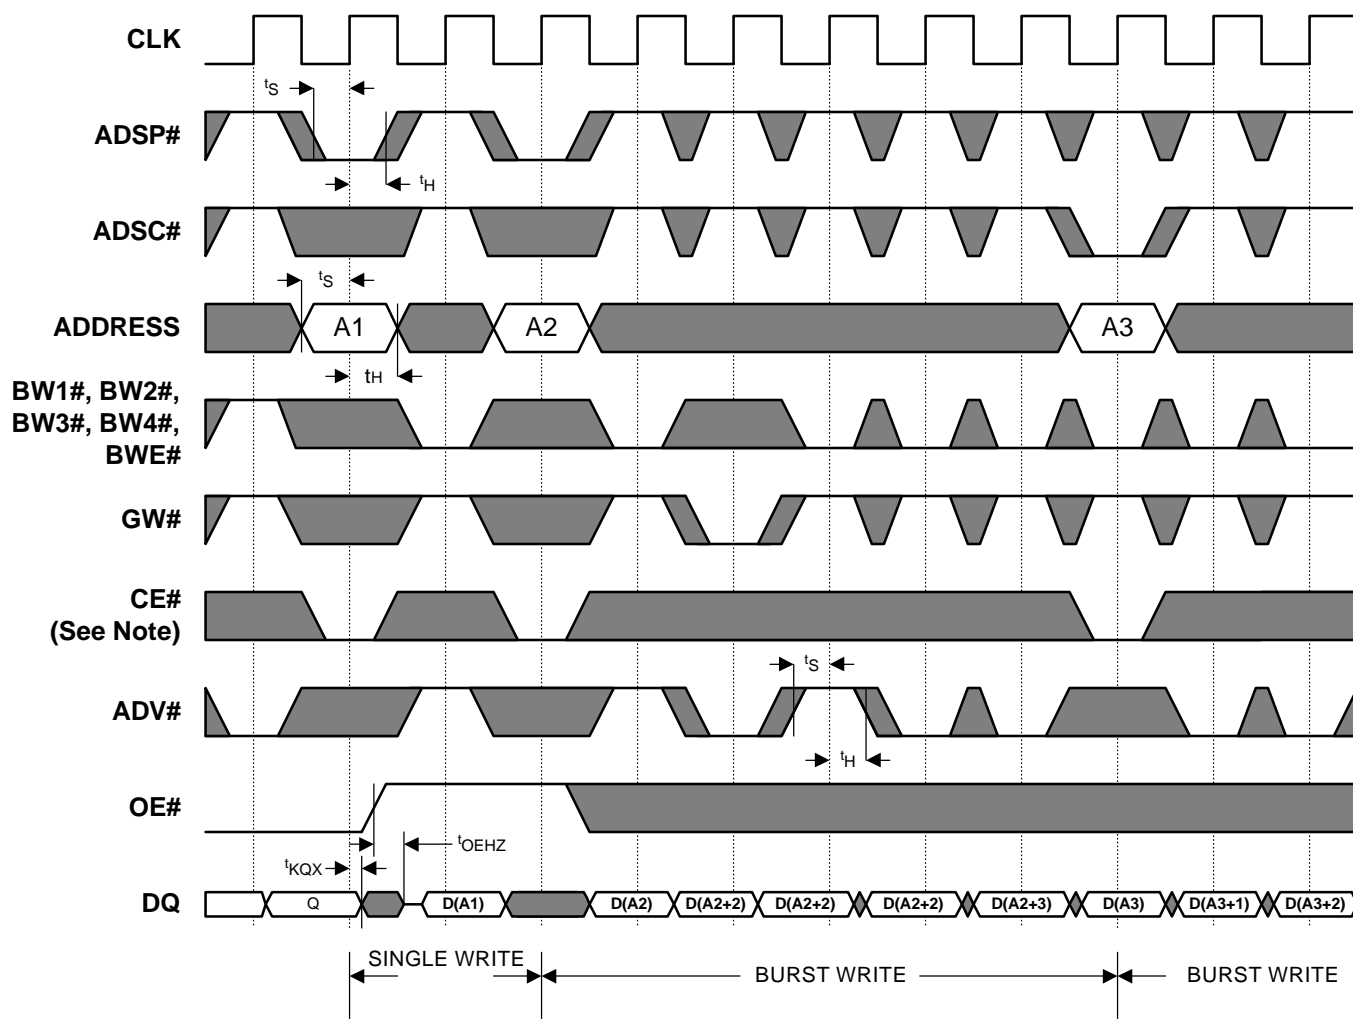 CLK
tS
ADSP#
tH
ADSC#
tS
ADDRESS
A1
A2
A3
tH
BW1#, BW2#,
BW3#, BW4#,
BWE#
GW#
CE#
(See Note)
tS
ADV#
tH
OE#
tOEHZ
tKQX
DQ
Q
D(A1)
D(A2)
D(A2+2)
D(A2+2)
D(A2+2)
D(A2+3)
D(A3)
D(A3+1)
D(A3+2)
SINGLE WRITE
BURST WRITE
BURST WRITE